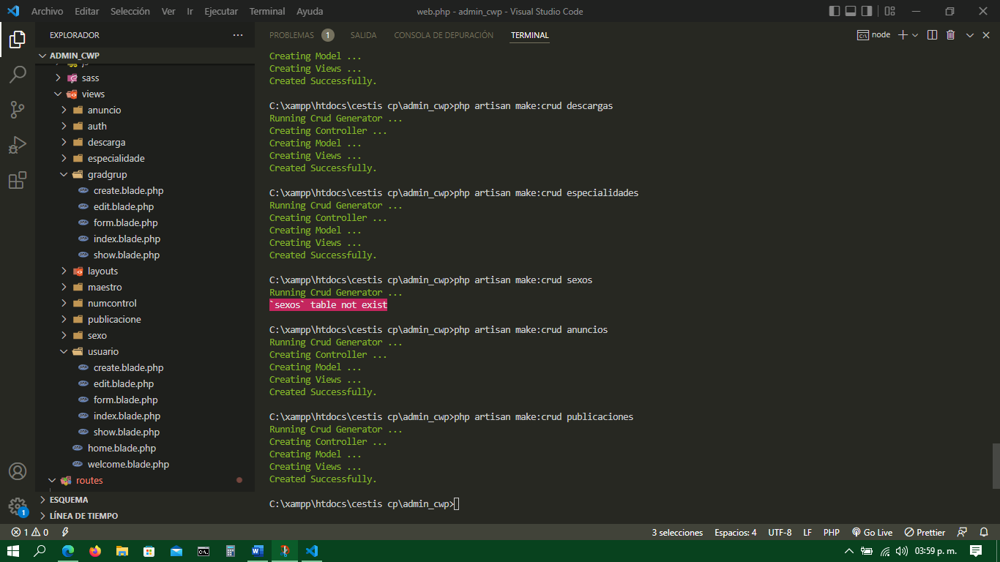 Archivo Editar Selección Ver Ir Ejecutar Terminal Ayuda
web.php - admin_cwp - Visual Studio Code
EXPLORADOR
ADMIN_CWP
sass
views
anuncio
auth
descarga
especialidade
gradgrup
create.blade.php
edit.blade.php
form.blade.php
index.blade.php
show.blade.php
layouts
maestro
numcontrol
publicacione
sexo
usuario
create.blade.php
edit.blade.php
form.blade.php
index.blade.php
show.blade.php
home.blade.php
welcome.blade.php
routes
ESQUEMA
LÍNEA DE TIEMPO
PROBLEMAS 1 SALIDA CONSOLA DE DEPURACIÓN TERMINAL
node
Creating Model ...
Creating Views ...
Created Successfully.
C:\xampp\htdocs\cestis cp\admin_cwp>php artisan make:crud descargas
Running Crud Generator ...
Creating Controller ...
Creating Model ...
Creating Views ...
Created Successfully.
C:\xampp\htdocs\cestis cp\admin_cwp>php artisan make:crud especialidades
Running Crud Generator ...
Creating Controller ...
Creating Model ...
Creating Views ...
Created Successfully.
C:\xampp\htdocs\cestis cp\admin_cwp>php artisan make:crud sexos
Running Crud Generator ...
`sexos` table not exist
C:\xampp\htdocs\cestis cp\admin_cwp>php artisan make:crud anuncios
Running Crud Generator ...
Creating Controller ...
Creating Model ...
Creating Views ...
Created Successfully.
C:\xampp\htdocs\cestis cp\admin_cwp>php artisan make:crud publicaciones
Running Crud Generator ...
Creating Controller ...
Creating Model ...
Creating Views ...
Created Successfully.
C:\xampp\htdocs\cestis cp\admin_cwp>
1
1 0
3 selecciones Espacios: 4 UTF-8 LF PHP Go Live Prettier
03:59 p. m.